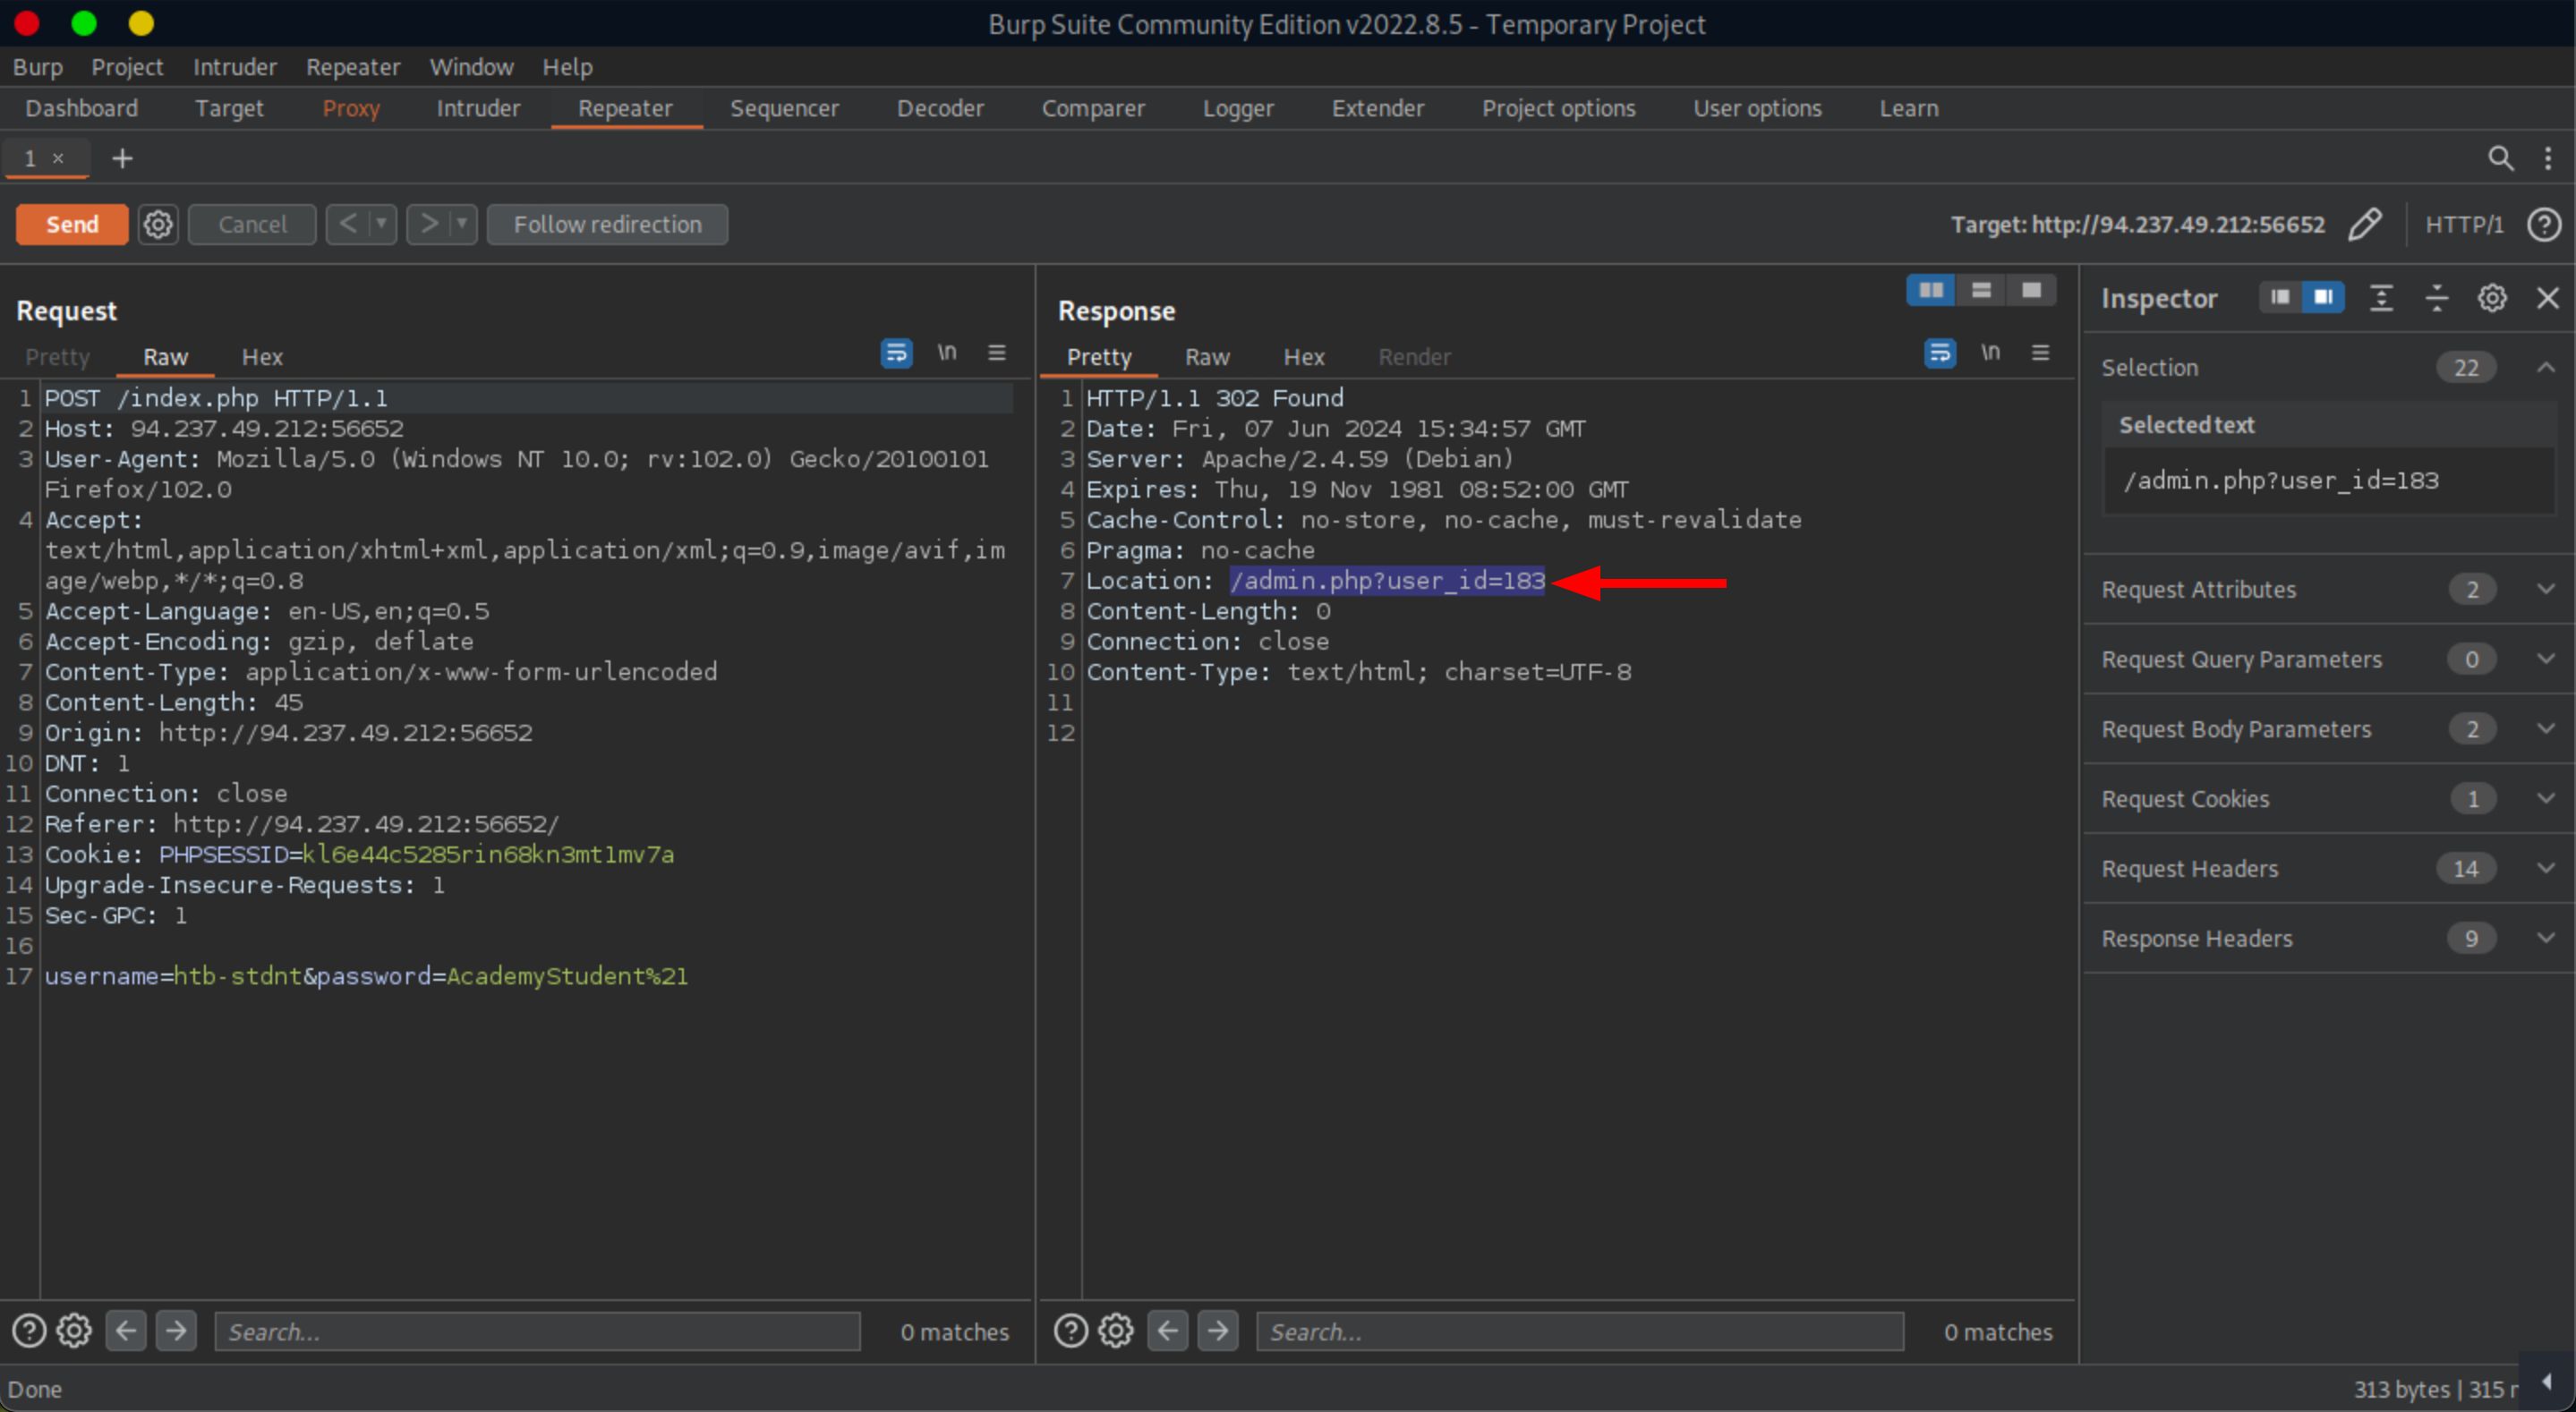 Burp Suite Community Edition v2022.8.5 - Temporary Project
Burp Project Intruder Repeater Window Help
Dashboard Target Proxy Intruder Repeater Sequencer Decoder Comparer Logger Extender Project options User options Learn
1 × +
Send Cancel < > Follow redirection Target: http://94.237.49.212:56652 HTTP/1 ?
Request
Pretty Raw Hex \n
1 POST /index.php HTTP/1.1
2 Host: 94.237.49.212:56652
3 User-Agent: Mozilla/5.0 (Windows NT 10.0; rv:102.0) Gecko/20100101
Firefox/102.0
4 Accept:
text/html,application/xhtml+xml,application/xml;q=0.9,image/avif,im
age/webp,*/*;q=0.8
5 Accept-Language: en-US,en;q=0.5
6 Accept-Encoding: gzip, deflate
7 Content-Type: application/x-www-form-urlencoded
8 Content-Length: 45
9 Origin: http://94.237.49.212:56652
10 DNT: 1
11 Connection: close
12 Referer: http://94.237.49.212:56652/
13 Cookie: PHPSESSID=kl6e44c5285rin68kn3mt1mv7a
14 Upgrade-Insecure-Requests: 1
15 Sec-GPC: 1
16
17 username=htb-stdnt&password=AcademyStudent%21
? Search... 0 matches
Response
Pretty Raw Hex Render \n
1 HTTP/1.1 302 Found
2 Date: Fri, 07 Jun 2024 15:34:57 GMT
3 Server: Apache/2.4.59 (Debian)
4 Expires: Thu, 19 Nov 1981 08:52:00 GMT
5 Cache-Control: no-store, no-cache, must-revalidate
6 Pragma: no-cache
7 Location: /admin.php?user_id=183
8 Content-Length: 0
9 Connection: close
10 Content-Type: text/html; charset=UTF-8
11
12
? Search... 0 matches
Inspector
Selection 22
Selected text
/admin.php?user_id=183
Request Attributes 2
Request Query Parameters 0
Request Body Parameters 2
Request Cookies 1
Request Headers 14
Response Headers 9
Done
313 bytes | 315